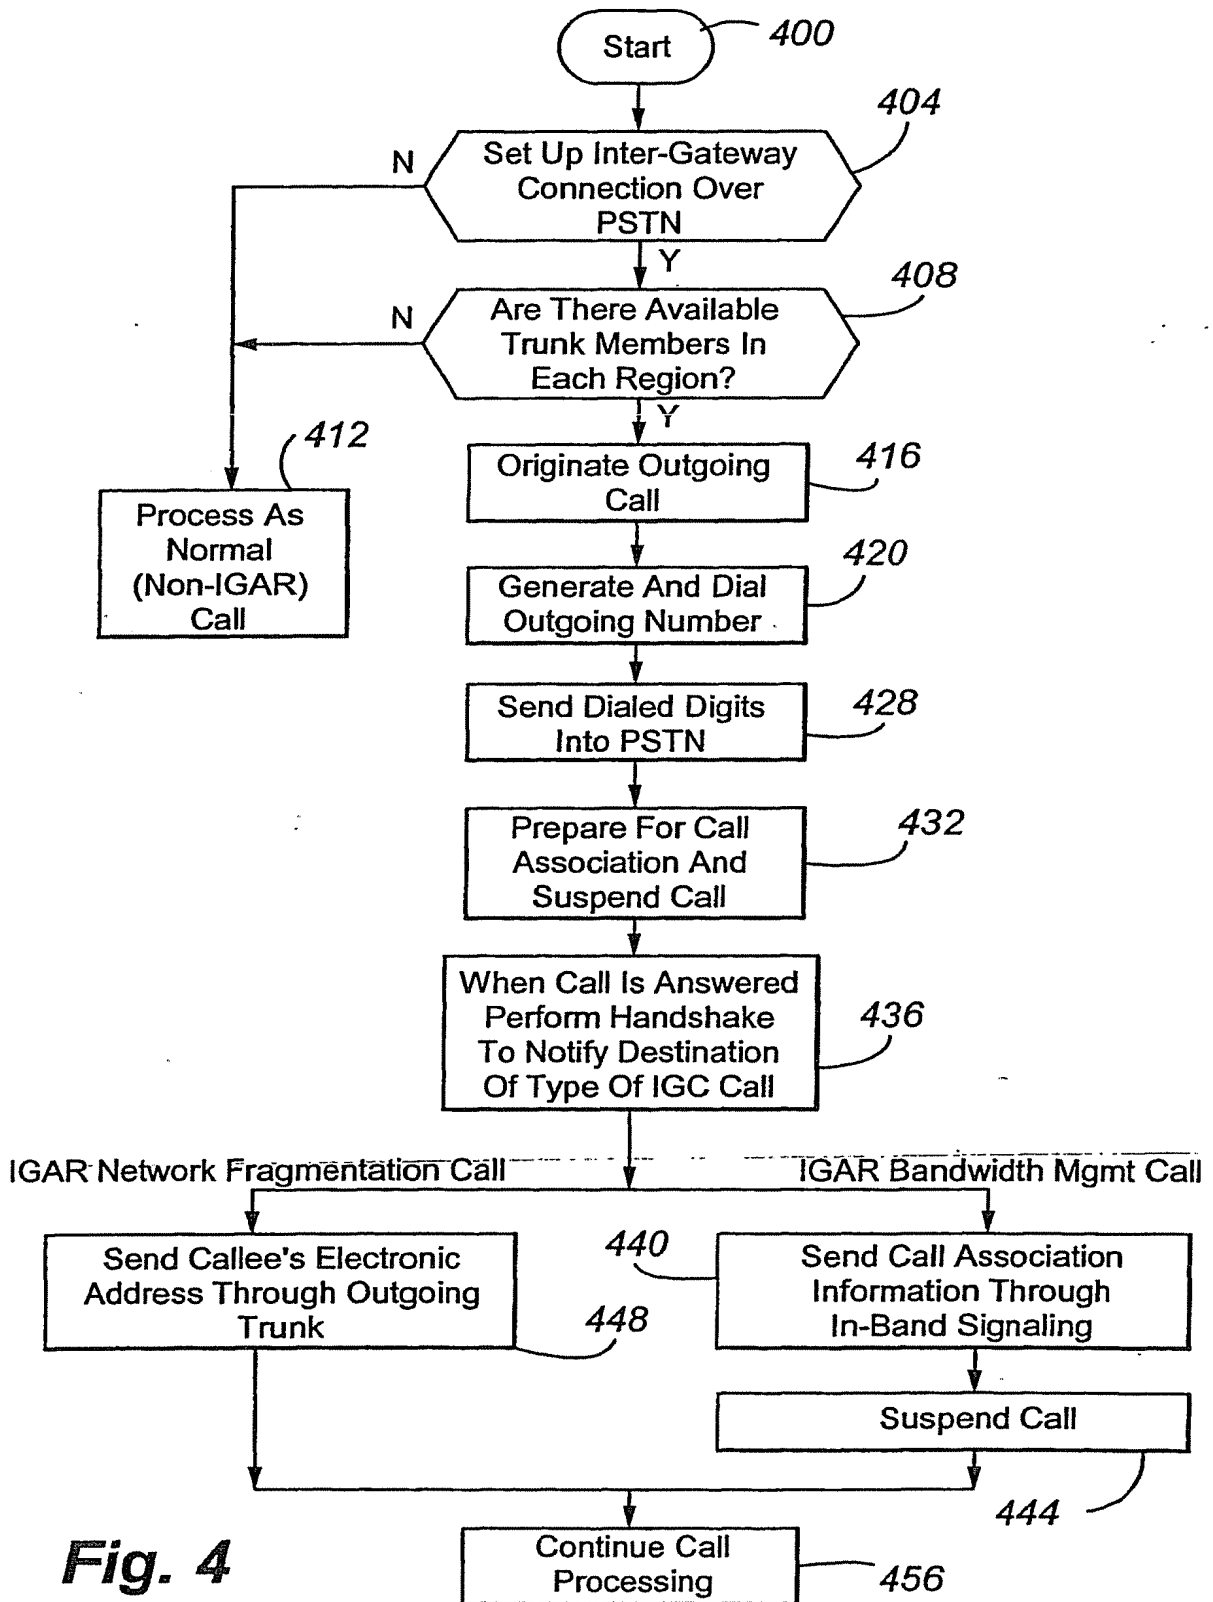 Start
400
404
Set Up Inter-Gateway
Connection Over
PSTN
N
Y
408
Are There Available
Trunk Members In
Each Region?
N
Y
412
Process As
Normal
(Non-IGAR)
Call
Originate Outgoing
Call
416
Generate And Dial
Outgoing Number
420
Send Dialed Digits
Into PSTN
428
Prepare For Call
Association And
Suspend Call
432
When Call Is Answered
Perform Handshake
To Notify Destination
Of Type Of IGC Call
436
IGAR Network Fragmentation Call
IGAR Bandwidth Mgmt Call
Send Callee's Electronic
Address Through Outgoing
Trunk
448
440
Send Call Association
Information Through
In-Band Signaling
Suspend Call
444
Continue Call
Processing
456
Fig. 4